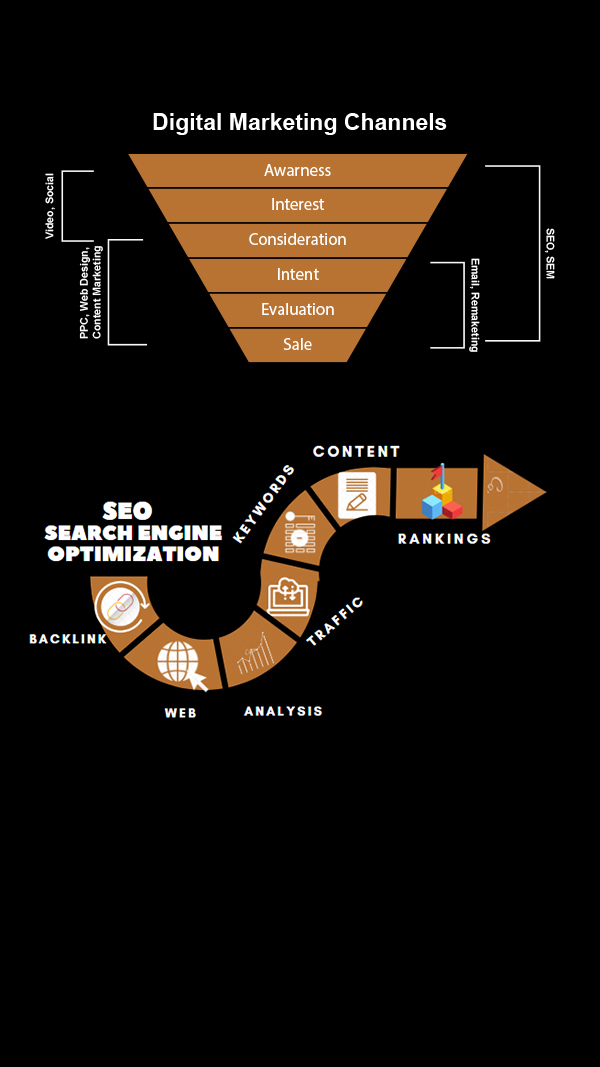 Digital Marketing Channels
Awarness
Interest
Consideration
Intent
Evaluation
Sale
Video, Social
PPC, Web Design,
Content Marketing
SEO, SEM
Email, Remaketing
SEO
SEARCH ENGINE
OPTIMIZATION
BACKLINK
WEB
ANALYSIS
TRAFFIC
KEYWORDS
CONTENT
RANKINGS